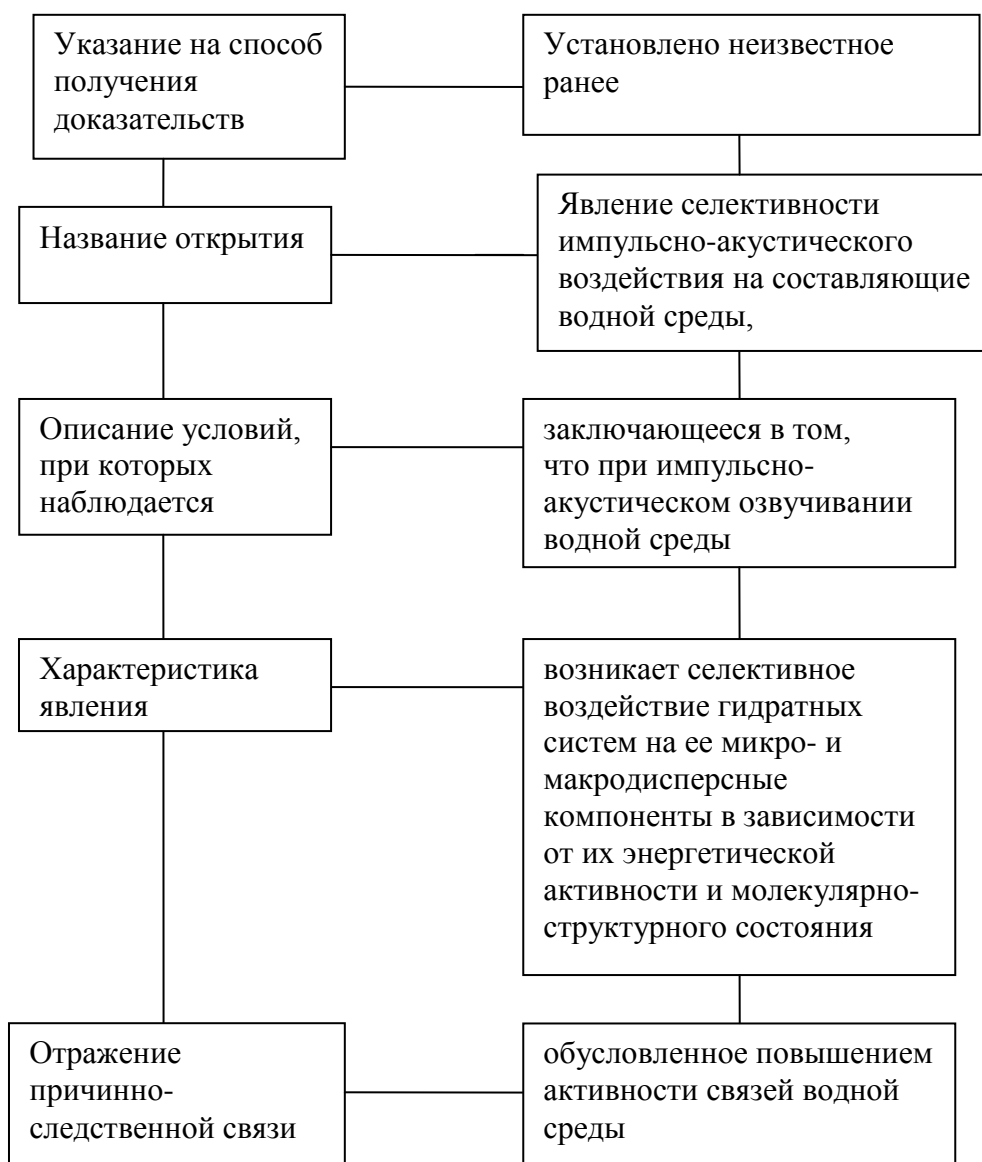 Указание на способ
получения
доказательств
Установлено неизвестное
ранее
Название открытия
Явление селективности
импульсно-акустического
воздействия на составляющие
водной среды,
Описание условий,
при которых
наблюдается
заключающееся в том,
что при импульсно-
акустическом озвучивании
водной среды
Характеристика
явления
возникает селективное
воздействие гидратных
систем на ее микро- и
макродисперсные
компоненты в зависимости
от их энергетической
активности и молекулярно-
структурного состояния
Отражение
причинно-
следственной связи
обусловленное повышением
активности связей водной
среды